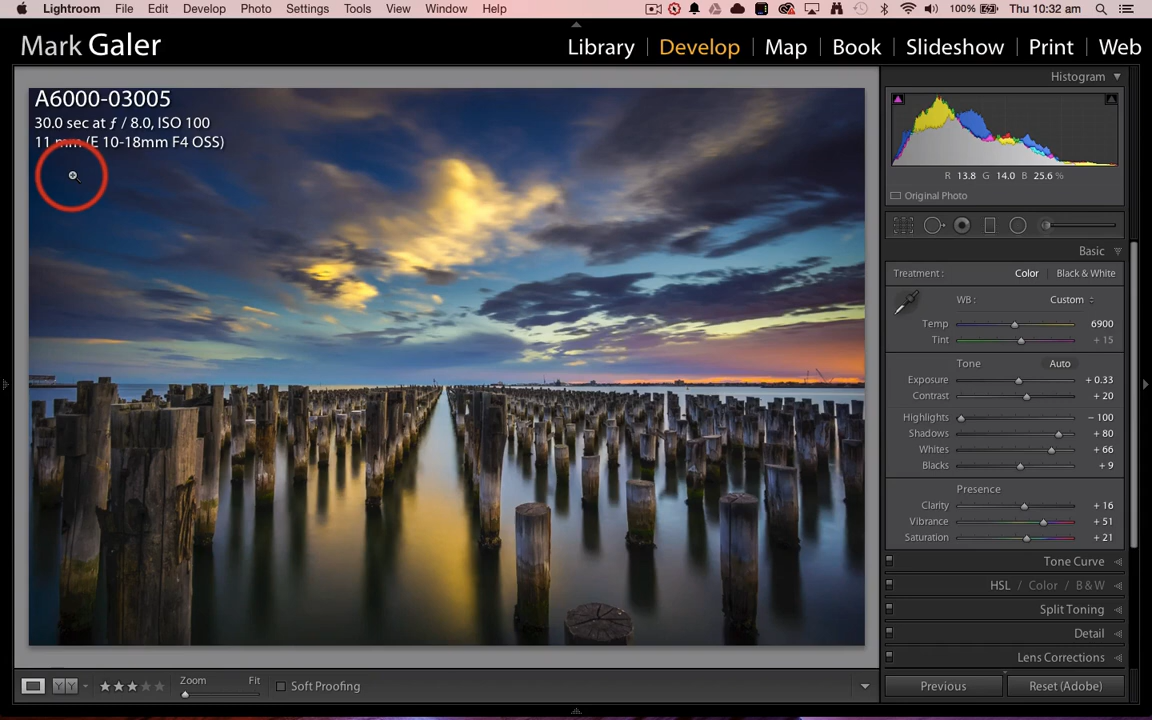 Lightroom File Edit Develop Photo Settings Tools View Window Help 100% Thu 10:32 am
Mark Galer
Library Develop Map Book Slideshow Print Web
A6000-03005
30.0 sec at ƒ / 8.0, ISO 100
11 mm (E 10-18mm F4 OSS)
Histogram
R 13.8 G 14.0 B 25.6 %
Original Photo
Basic
Treatment : Color Black & White
WB : Custom
Temp 6900
Tint + 15
Tone Auto
Exposure + 0.33
Contrast + 20
Highlights − 100
Shadows + 80
Whites + 66
Blacks + 9
Presence
Clarity + 16
Vibrance + 51
Saturation + 21
Tone Curve
HSL / Color / B & W
Split Toning
Detail
Lens Corrections
Zoom Fit
Soft Proofing
Previous Reset (Adobe)